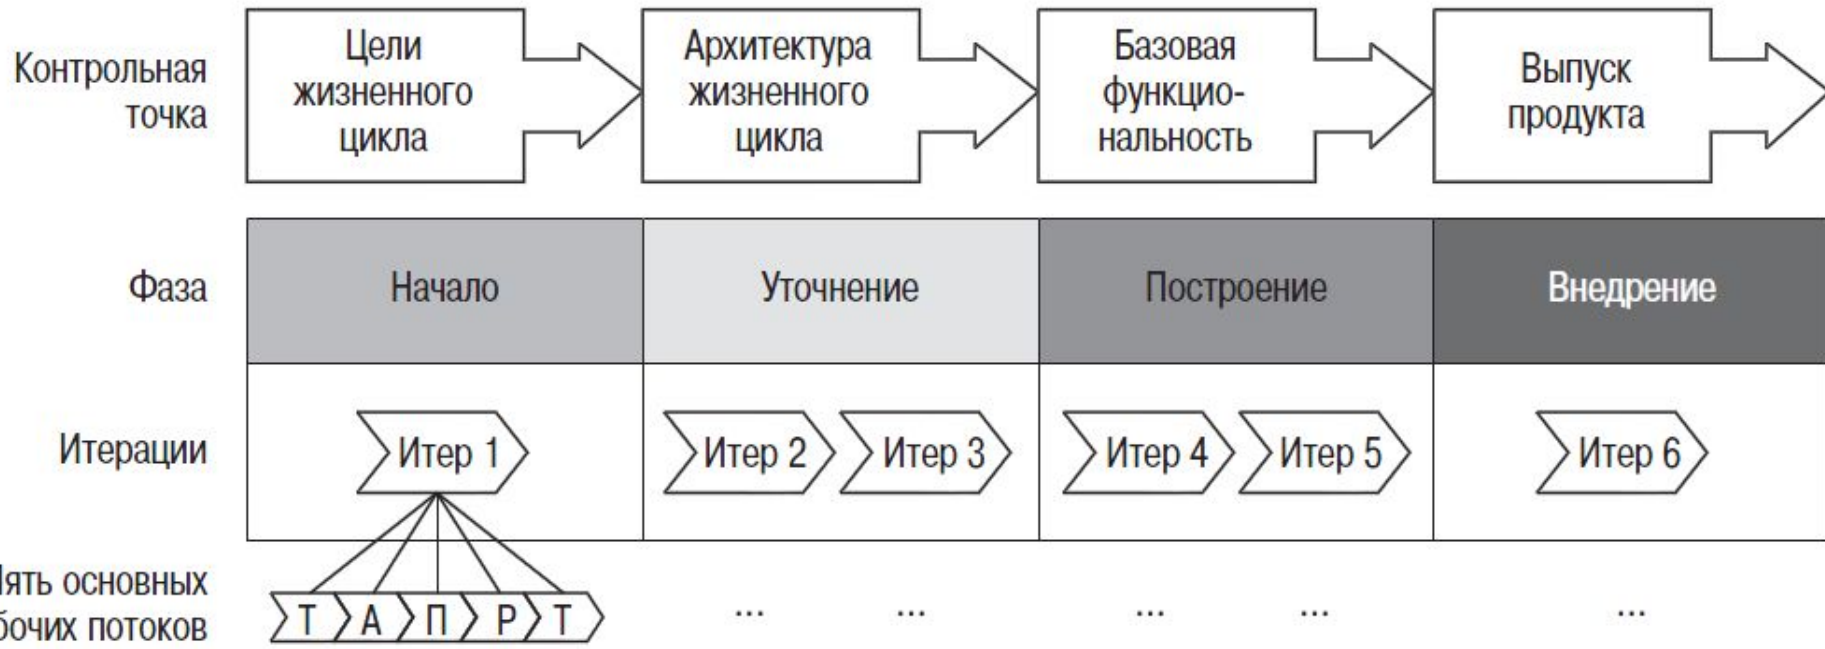 Контрольная
точка
Цели
жизненного
цикла
Архитектура
жизненного
цикла
Базовая
функцио-
нальность
Выпуск
продукта
Фаза
Начало
Уточнение
Построение
Внедрение
Итерации
Итер 1
Итер 2
Итер 3
Итер 4
Итер 5
Итер 6
основных
потоков
Т А П Р Т
... ... ... ... ...